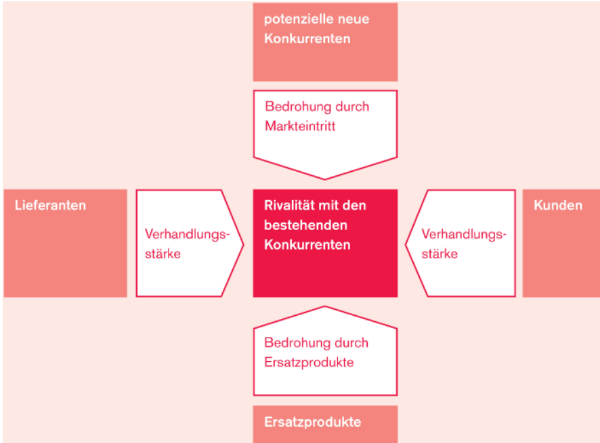 potenzielle neue
Konkurrenten
Bedrohung durch
Markteintritt
Lieferanten
Verhandlungs-
stärke
Rivalität mit den
bestehenden
Konkurrenten
Verhandlungs-
stärke
Kunden
Bedrohung durch
Ersatzprodukte
Ersatzprodukte